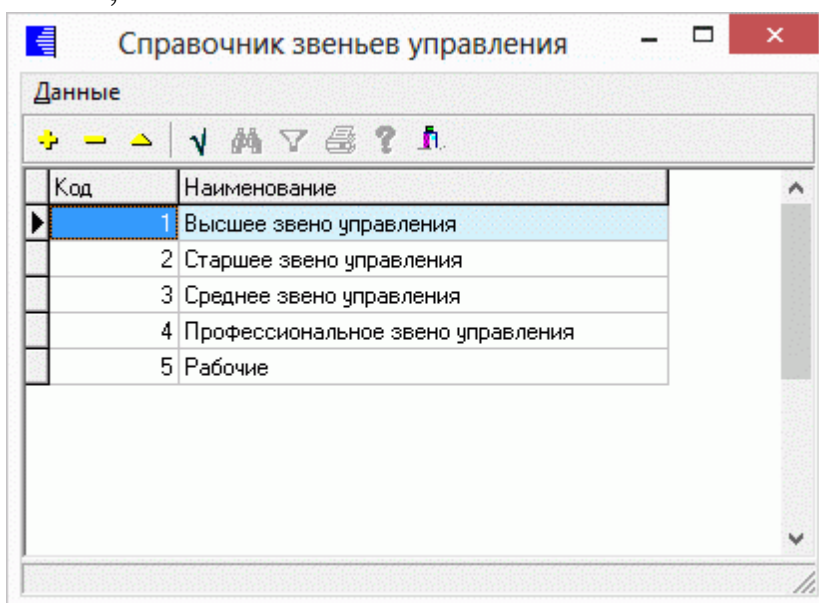 Справочник звеньев управления
Данные
Код Наименование
1 Высшее звено управления
2 Старшее звено управления
3 Среднее звено управления
4 Профессиональное звено управления
5 Рабочие